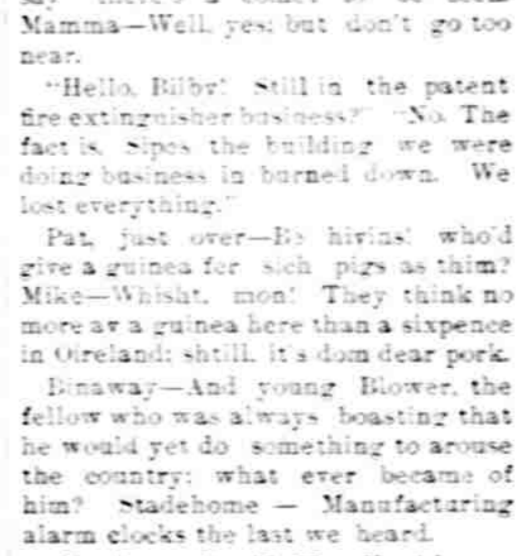 Mamma—Well, yes; but don't go too
near.
"Hello, Bilby! Still in the patent
fire extinguisher business?" "No. The
fact is, Sipes the building we were
doing business in burned down. We
lost everything."
Pat, just over—Be hivins! who'd
give a guinea fer sich pigs as thim?
Mike—Whisht, mon! They think no
more av a guinea here than a sixpence
in Oireland; shtill, it's dom dear pork.
Binaway—And young Blower, the
fellow who was always boasting that
he would yet do something to arouse
the country; what ever became of
him? Stadehome — Manufacturing
alarm clocks the last we heard.